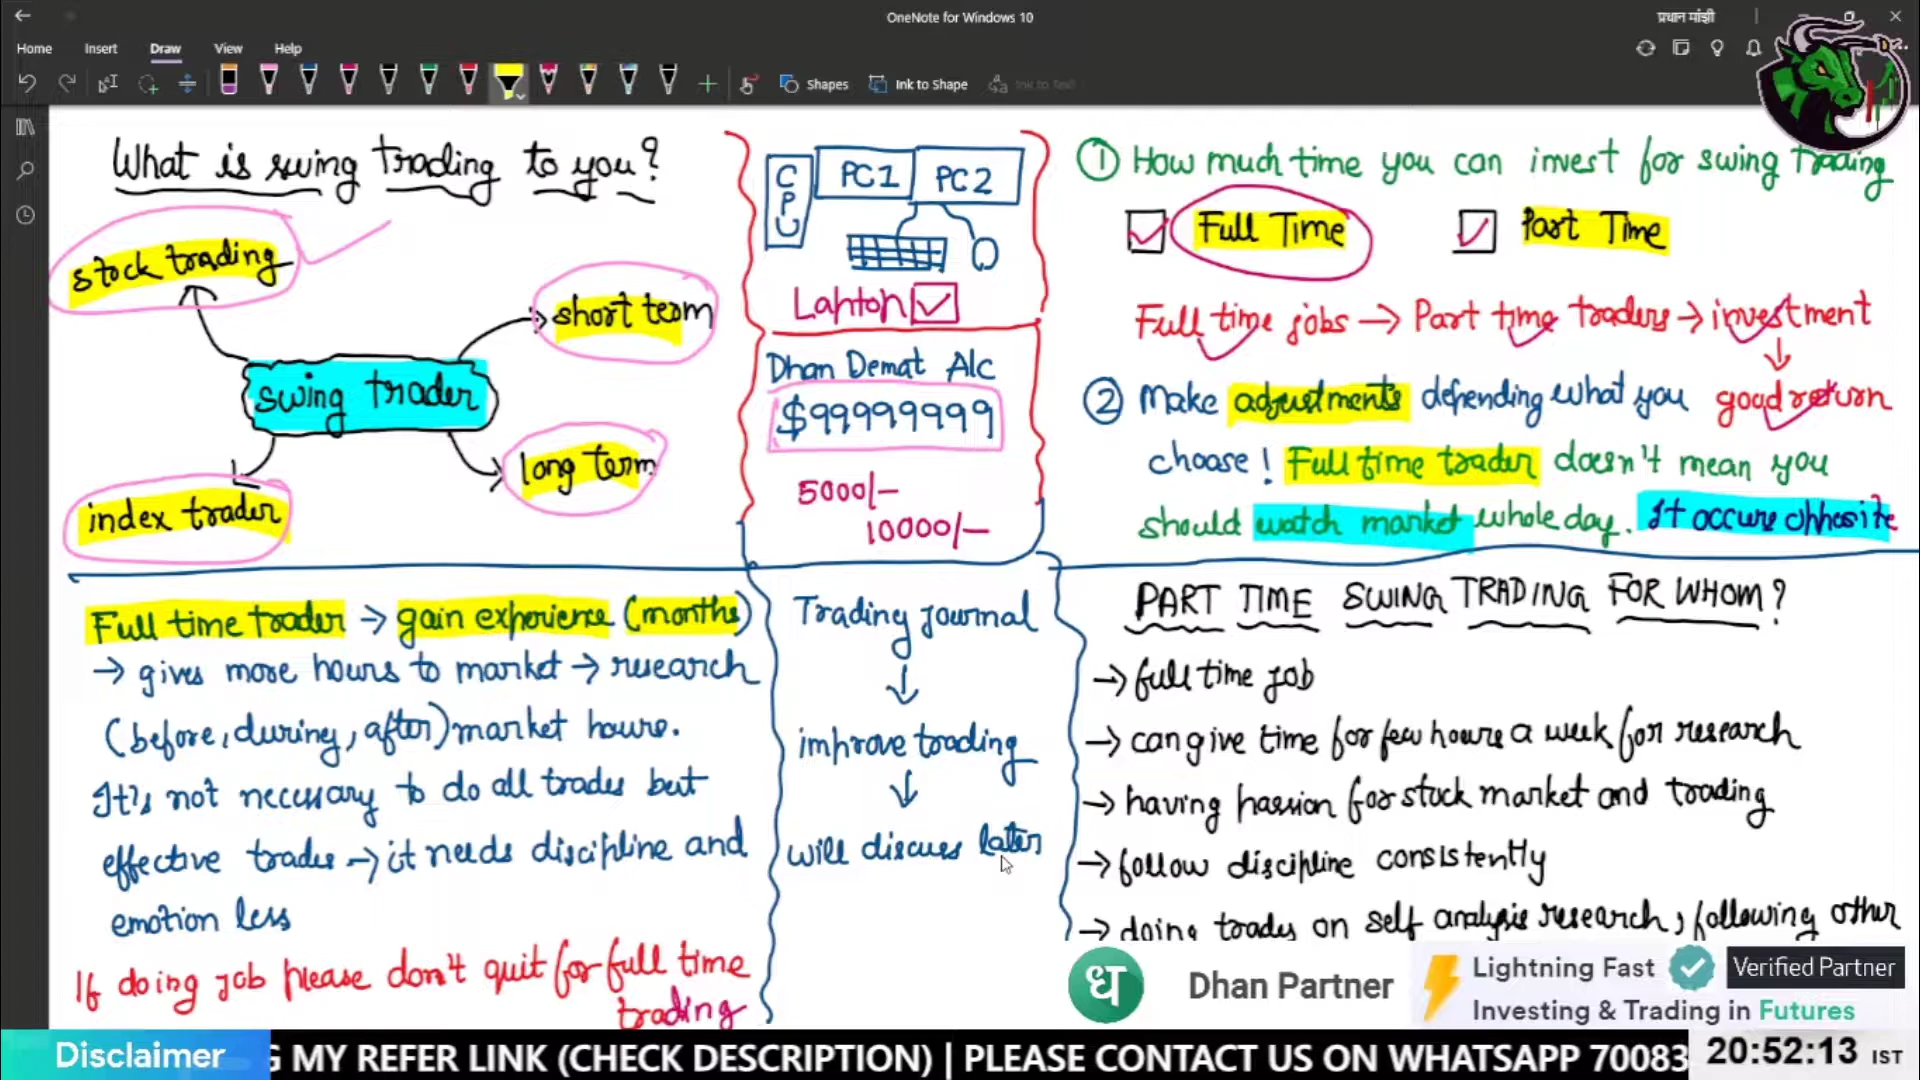 OneNote for Windows 10
प्रधान मांझी
Home Insert Draw View Help
Shapes Ink to Shape Ink to Text
What is swing trading to you?
stock trading
short term
swing trader
long term
index trader
CPU
PC1 PC2
Laptop
Dhan Demat A/c
$99999999
5000/-
10000/-
① How much time you can invest for swing trading
Full Time Part Time
Full time jobs → Part time traders → investment
↓
good return
② Make adjustments depending what you
choose! Full time trader doesn't mean you
should watch market whole day. It occurs opposite
Full time trader → gain experience (months)
→ gives more hours to market → research
(before, during, after) market hours.
It's not necessary to do all trades but
effective trades → it needs discipline and
emotion less
If doing job please don't quit for full time
trading
Trading journal
↓
improve trading
↓
will discuss later
PART TIME SWING TRADING FOR WHOM?
→ full time job
→ can give time for few hours a week for research
→ having passion for stock market and trading
→ follow discipline consistently
→ doing trades on self analysis research, following other
ध Dhan Partner
Lightning Fast
Investing & Trading in Futures
Verified Partner
Disclaimer
G MY REFER LINK (CHECK DESCRIPTION) | PLEASE CONTACT US ON WHATSAPP 70083
20:52:13 IST